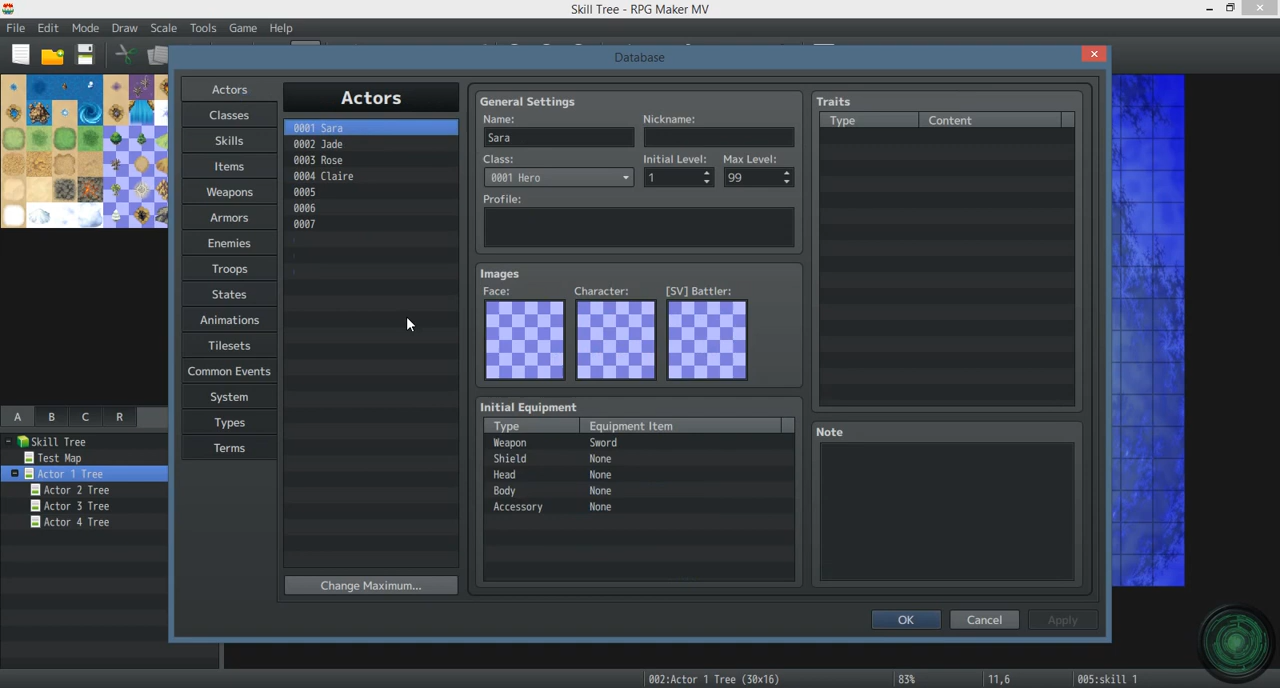 Skill Tree - RPG Maker MV
File Edit Mode Draw Scale Tools Game Help
Database
Actors
Classes
Skills
Items
Weapons
Armors
Enemies
Troops
States
Animations
Tilesets
Common Events
System
Types
Terms
Actors
0001 Sara
0002 Jade
0003 Rose
0004 Claire
0005
0006
0007
Change Maximum...
General Settings
Name: Nickname:
Sara
Class: Initial Level: Max Level:
0001 Hero 1 99
Profile:
Images
Face: Character: [SV] Battler:
Initial Equipment
Type Equipment Item
Weapon Sword
Shield None
Head None
Body None
Accessory None
Traits
Type Content
Note
OK Cancel Apply
A B C R
Skill Tree
Test Map
Actor 1 Tree
Actor 2 Tree
Actor 3 Tree
Actor 4 Tree
002:Actor 1 Tree (30x16) 83% 11,6 005:skill 1